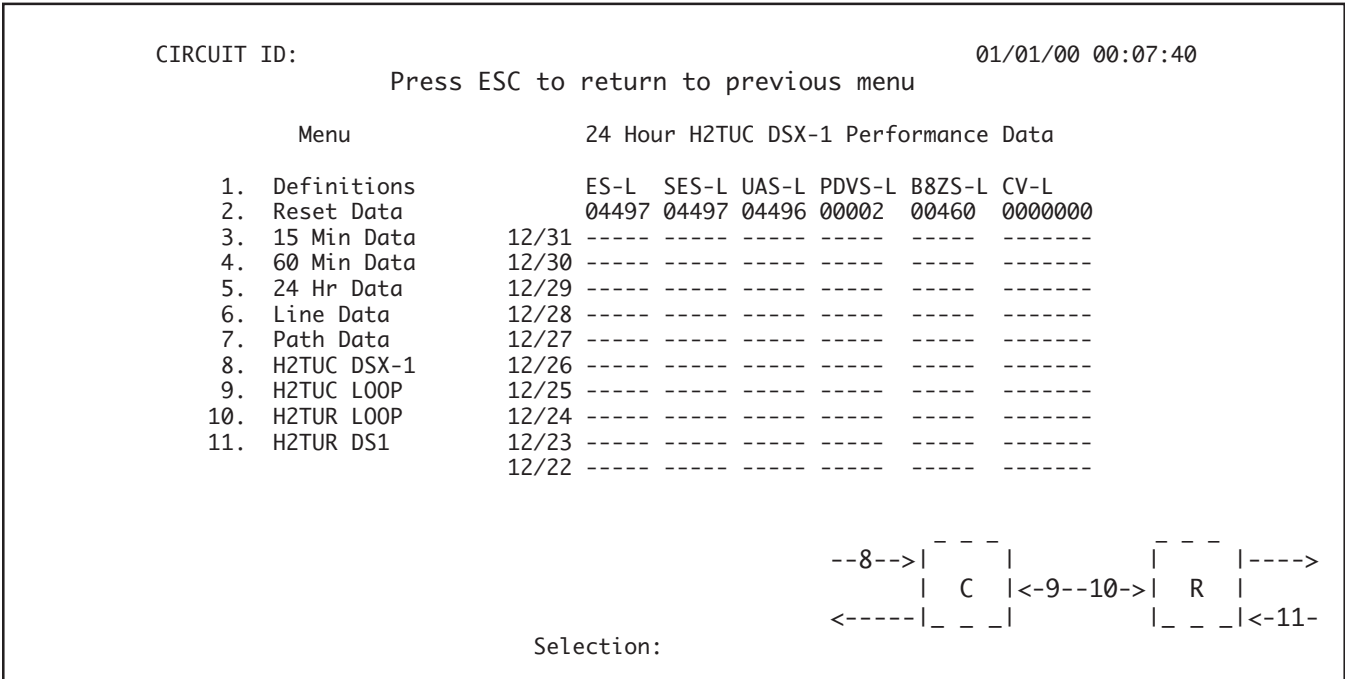 CIRCUIT ID: 01/01/00 00:07:40
Press ESC to return to previous menu
Menu 24 Hour H2TUC DSX-1 Performance Data
1. Definitions ES-L SES-L UAS-L PDVS-L B8ZS-L CV-L
2. Reset Data 04497 04497 04496 00002 00460 0000000
3. 15 Min Data 12/31 ----- ----- ----- ----- ----- -------
4. 60 Min Data 12/30 ----- ----- ----- ----- ----- -------
5. 24 Hr Data 12/29 ----- ----- ----- ----- ----- -------
6. Line Data 12/28 ----- ----- ----- ----- ----- -------
7. Path Data 12/27 ----- ----- ----- ----- ----- -------
8. H2TUC DSX-1 12/26 ----- ----- ----- ----- ----- -------
9. H2TUC LOOP 12/25 ----- ----- ----- ----- ----- -------
10. H2TUR LOOP 12/24 ----- ----- ----- ----- ----- -------
11. H2TUR DS1 12/23 ----- ----- ----- ----- ----- -------
12/22 ----- ----- ----- ----- ----- -------
_ _ _ _ _ _
--8-->| | | |---->
| C |<-9--10->| R |
<-----|_ _ _| |_ _ _|<-11-
Selection: